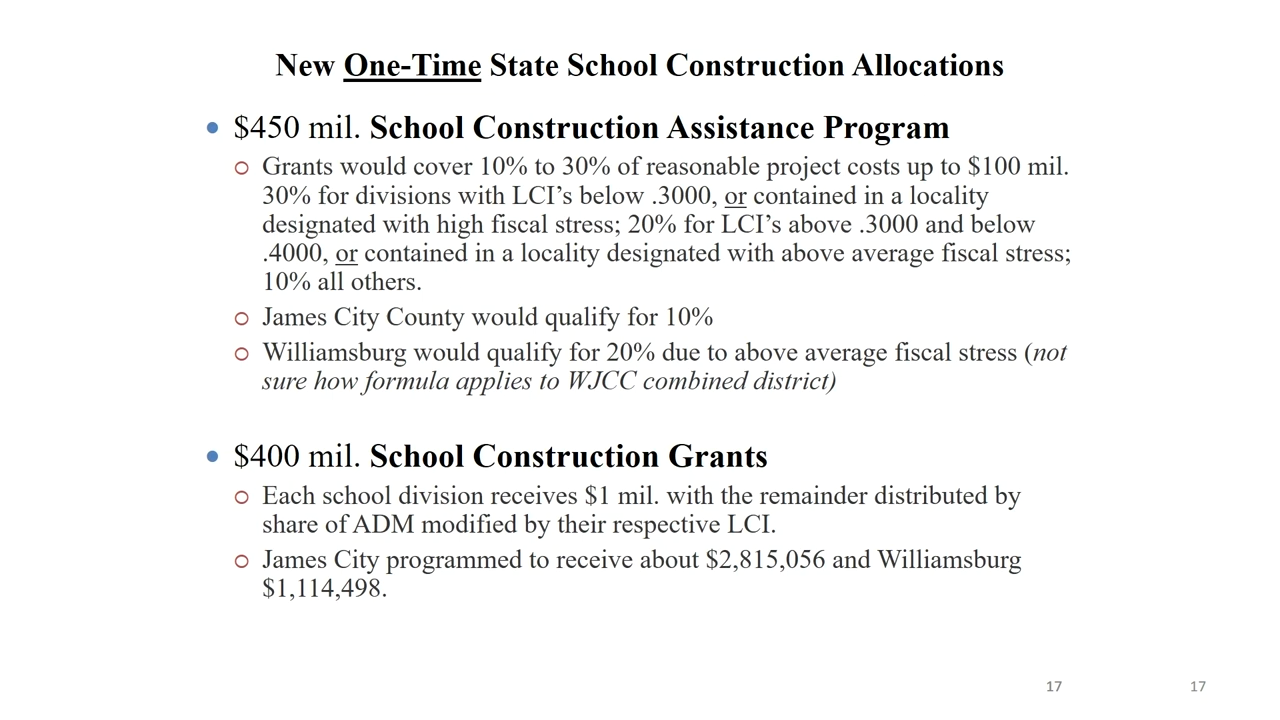 New One-Time State School Construction Allocations
• $450 mil. School Construction Assistance Program
○ Grants would cover 10% to 30% of reasonable project costs up to $100 mil.
30% for divisions with LCI’s below .3000, or contained in a locality
designated with high fiscal stress; 20% for LCI’s above .3000 and below
.4000, or contained in a locality designated with above average fiscal stress;
10% all others.
○ James City County would qualify for 10%
○ Williamsburg would qualify for 20% due to above average fiscal stress (not
sure how formula applies to WJCC combined district)
• $400 mil. School Construction Grants
○ Each school division receives $1 mil. with the remainder distributed by
share of ADM modified by their respective LCI.
○ James City programmed to receive about $2,815,056 and Williamsburg
$1,114,498.
17 17